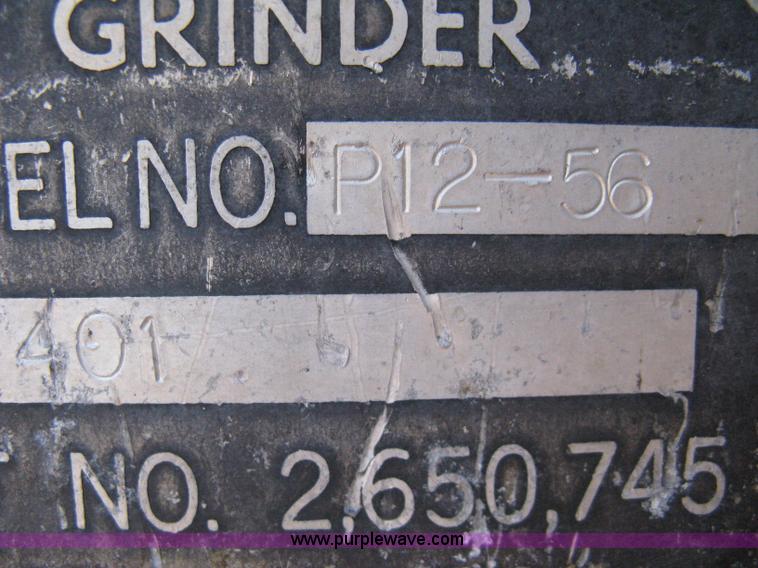 GRINDER
EL NO. P12-56
401
T NO. 2,650,745
www.purplewave.com